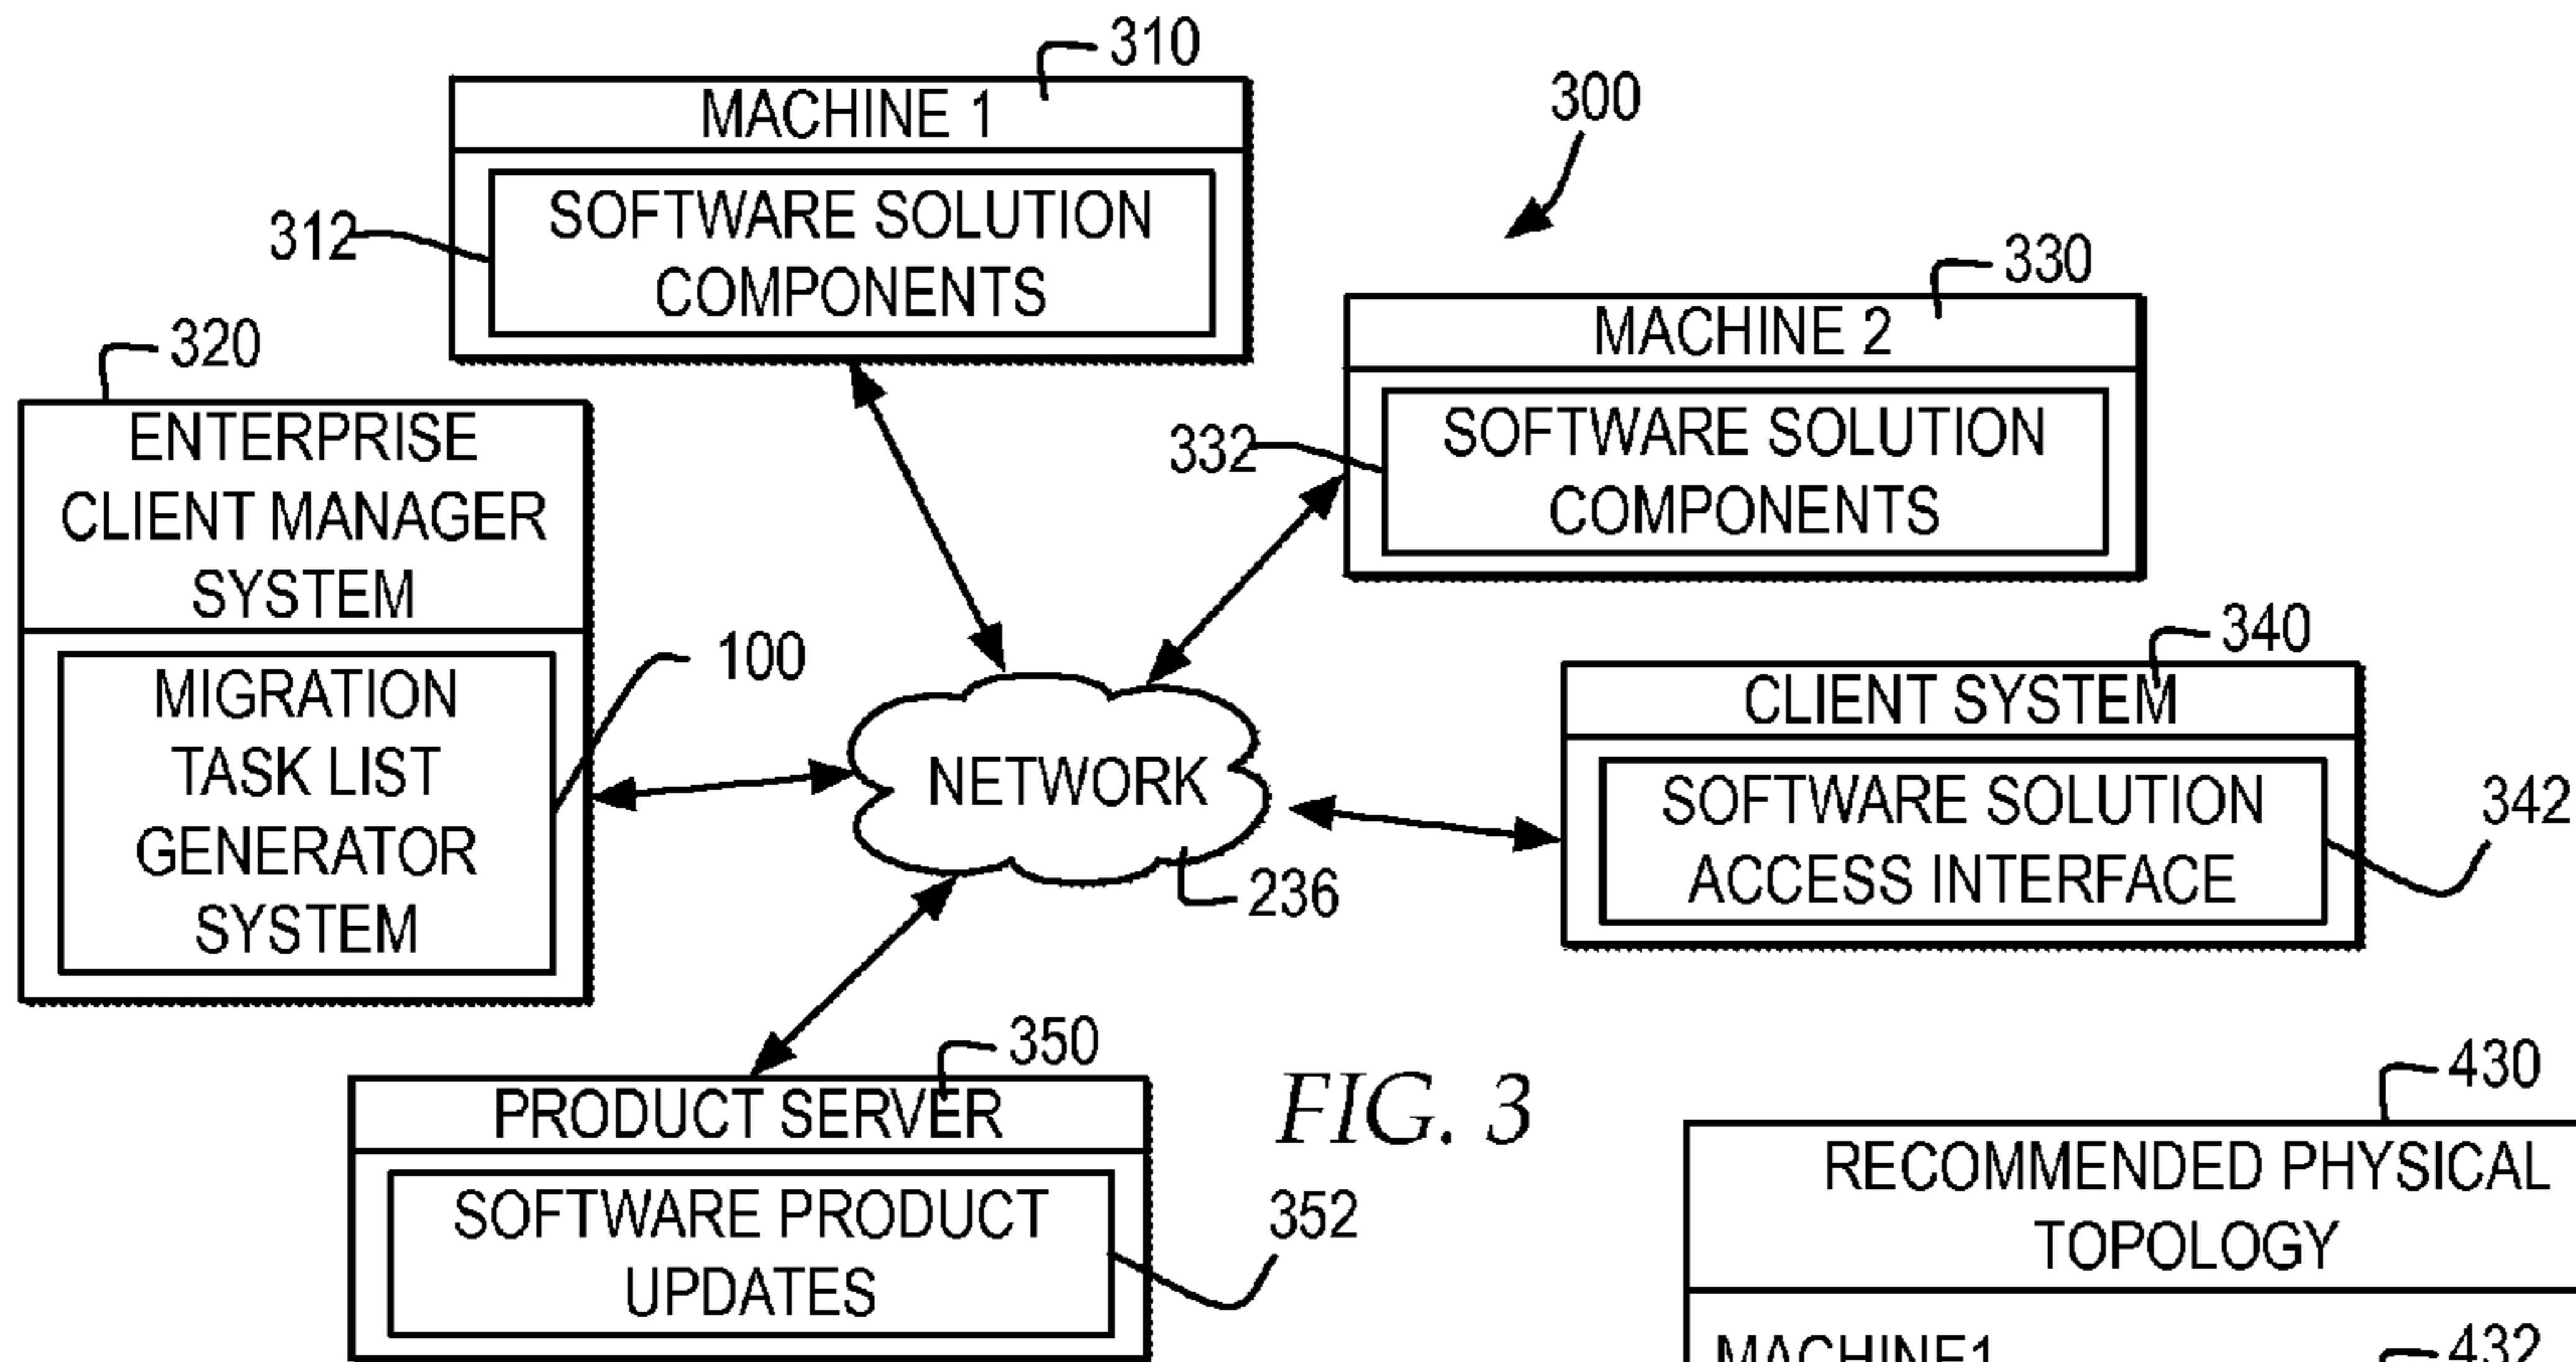 310
MACHINE 1
300
312
SOFTWARE SOLUTION
COMPONENTS
330
MACHINE 2
320
ENTERPRISE
CLIENT MANAGER
SYSTEM
332
SOFTWARE SOLUTION
COMPONENTS
100
MIGRATION
TASK LIST
GENERATOR
SYSTEM
340
CLIENT SYSTEM
NETWORK
236
SOFTWARE SOLUTION
ACCESS INTERFACE
342
350
PRODUCT SERVER
FIG. 3
SOFTWARE PRODUCT
UPDATES
352
430
RECOMMENDED PHYSICAL
TOPOLOGY
MACHINE1
432